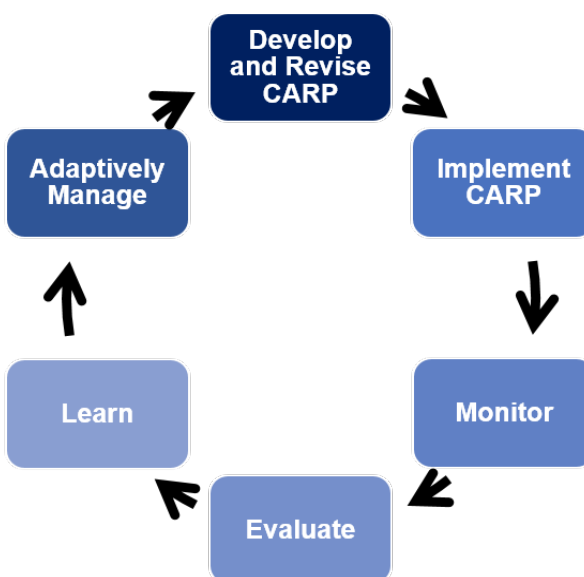 Develop
and Revise
CARP
Implement
CARP
Monitor
Evaluate
Learn
Adaptively
Manage